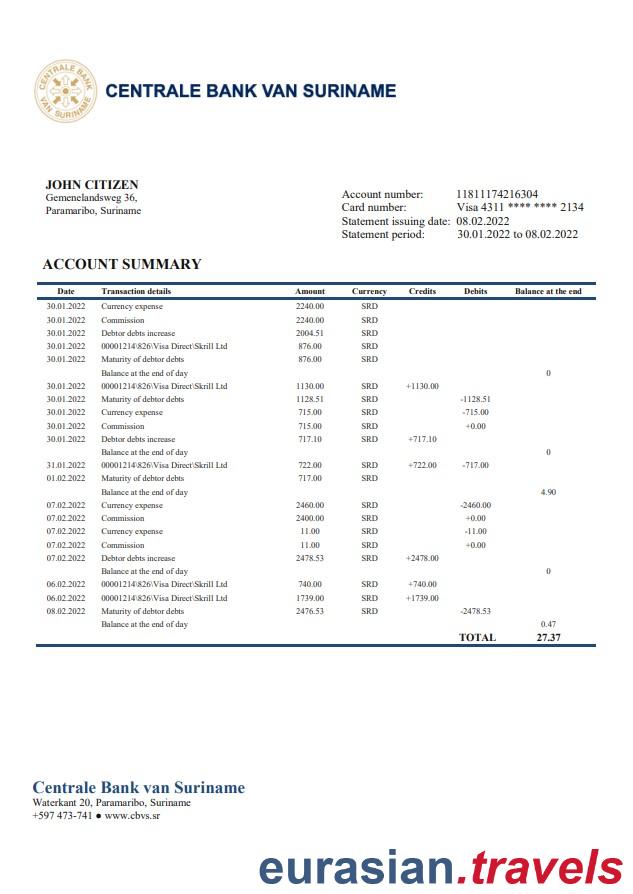 CENTRALE BANK
VAN SURINAME
CENTRALE BANK VAN SURINAME
JOHN CITIZEN
Gemenelandsweg 36,
Paramaribo, Suriname
Account number: 11811174216304
Card number: Visa 4311 **** **** 2134
Statement issuing date: 08.02.2022
Statement period: 30.01.2022 to 08.02.2022
ACCOUNT SUMMARY
Date Transaction details Amount Currency Credits Debits Balance at the end
30.01.2022 Currency expense 2240.00 SRD
30.01.2022 Commission 2240.00 SRD
30.01.2022 Debtor debts increase 2004.51 SRD
30.01.2022 00001214\826\Visa Direct\Skrill Ltd 876.00 SRD
30.01.2022 Maturity of debtor debts 876.00 SRD
Balance at the end of day 0
30.01.2022 00001214\826\Visa Direct\Skrill Ltd 1130.00 SRD +1130.00
30.01.2022 Maturity of debtor debts 1128.51 SRD -1128.51
30.01.2022 Currency expense 715.00 SRD -715.00
30.01.2022 Commission 715.00 SRD +0.00
30.01.2022 Debtor debts increase 717.10 SRD +717.10
Balance at the end of day 0
31.01.2022 00001214\826\Visa Direct\Skrill Ltd 722.00 SRD +722.00 -717.00
01.02.2022 Maturity of debtor debts 717.00 SRD
Balance at the end of day 4.90
07.02.2022 Currency expense 2460.00 SRD -2460.00
07.02.2022 Commission 2400.00 SRD +0.00
07.02.2022 Currency expense 11.00 SRD -11.00
07.02.2022 Commission 11.00 SRD +0.00
07.02.2022 Debtor debts increase 2478.53 SRD +2478.00
Balance at the end of day 0
06.02.2022 00001214\826\Visa Direct\Skrill Ltd 740.00 SRD +740.00
06.02.2022 00001214\826\Visa Direct\Skrill Ltd 1739.00 SRD +1739.00
08.02.2022 Maturity of debtor debts 2476.53 SRD -2478.53
Balance at the end of day 0.47
TOTAL 27.37
Centrale Bank van Suriname
Waterkant 20, Paramaribo, Suriname
+597 473-741 ● www.cbvs.sr
eurasian.travels